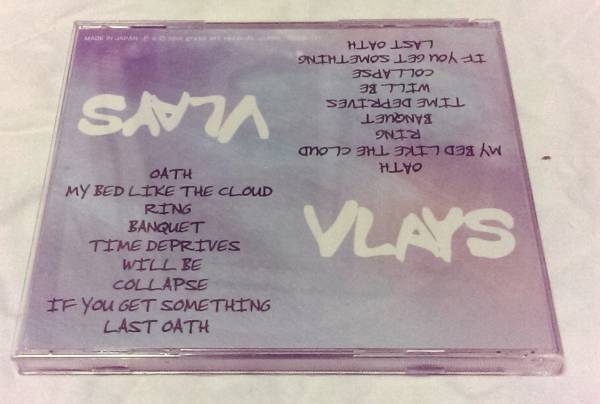 MADE IN JAPAN
VLAYS
OATH
MY BED LIKE THE CLOUD
RING
BANQUET
TIME DEPRIVES
WILL BE
COLLAPSE
IF YOU GET SOMETHING
LAST OATH
VLAYS
OATH
MY BED LIKE THE CLOUD
RING
BANQUET
TIME DEPRIVES
WILL BE
COLLAPSE
IF YOU GET SOMETHING
LAST OATH